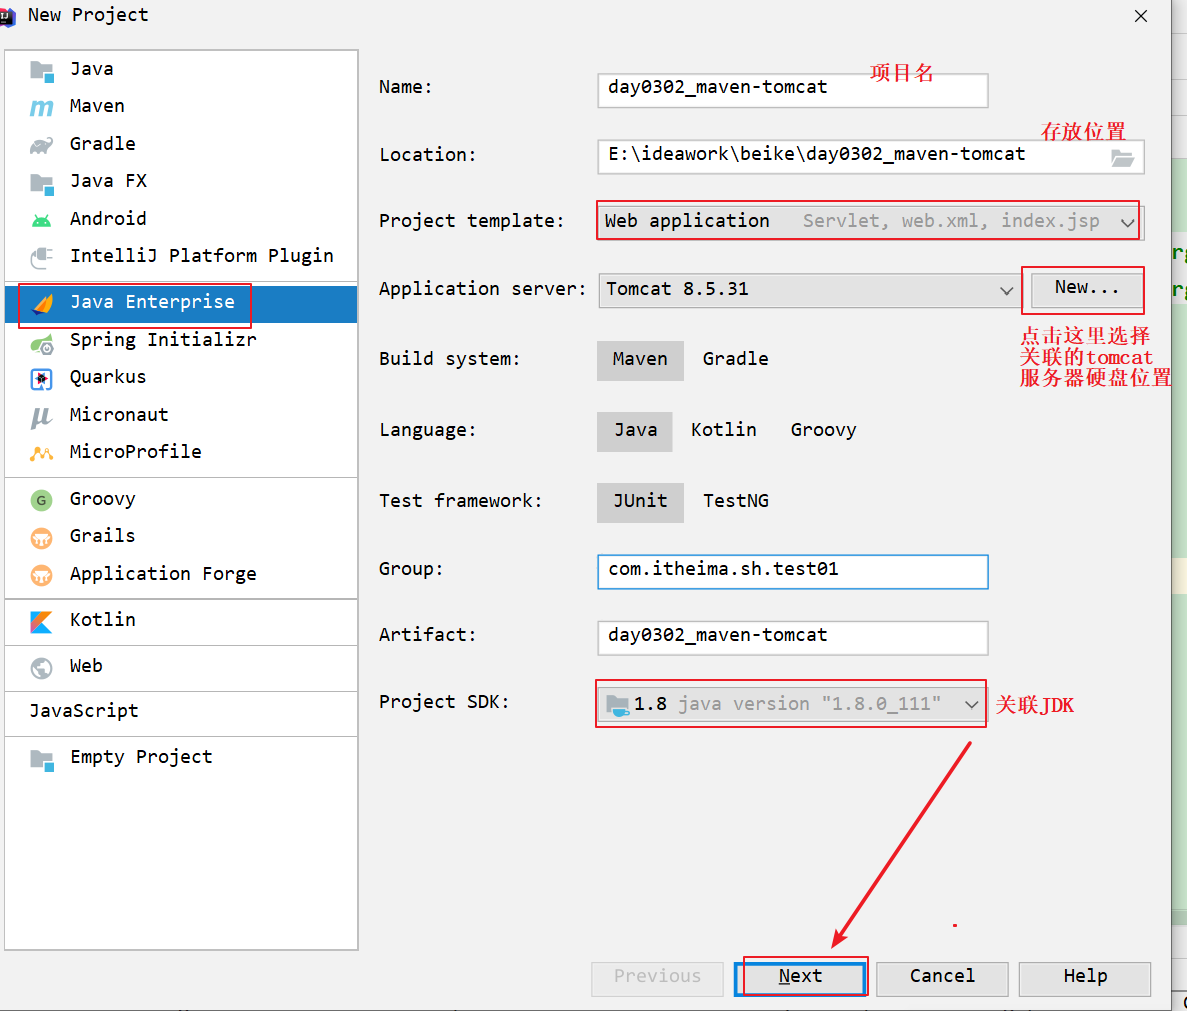 New Project
Java
Maven
Gradle
Java FX
Android
IntelliJ Platform Plugin
Java Enterprise
Spring Initializr
Quarkus
Micronaut
MicroProfile
Groovy
Grails
Application Forge
Kotlin
Web
JavaScript
Empty Project
Name: day0302_maven-tomcat 项目名
存放位置
Location: E:\ideawork\beike\day0302_maven-tomcat
Project template: Web application Servlet, web.xml, index.jsp
Application server: Tomcat 8.5.31 New...
点击这里选择
关联的tomcat
服务器硬盘位置
Build system: Maven Gradle
Language: Java Kotlin Groovy
Test framework: JUnit TestNG
Group: com.itheima.sh.test01
Artifact: day0302_maven-tomcat
Project SDK: 1.8 java version "1.8.0_111" 关联JDK
Previous Next Cancel Help